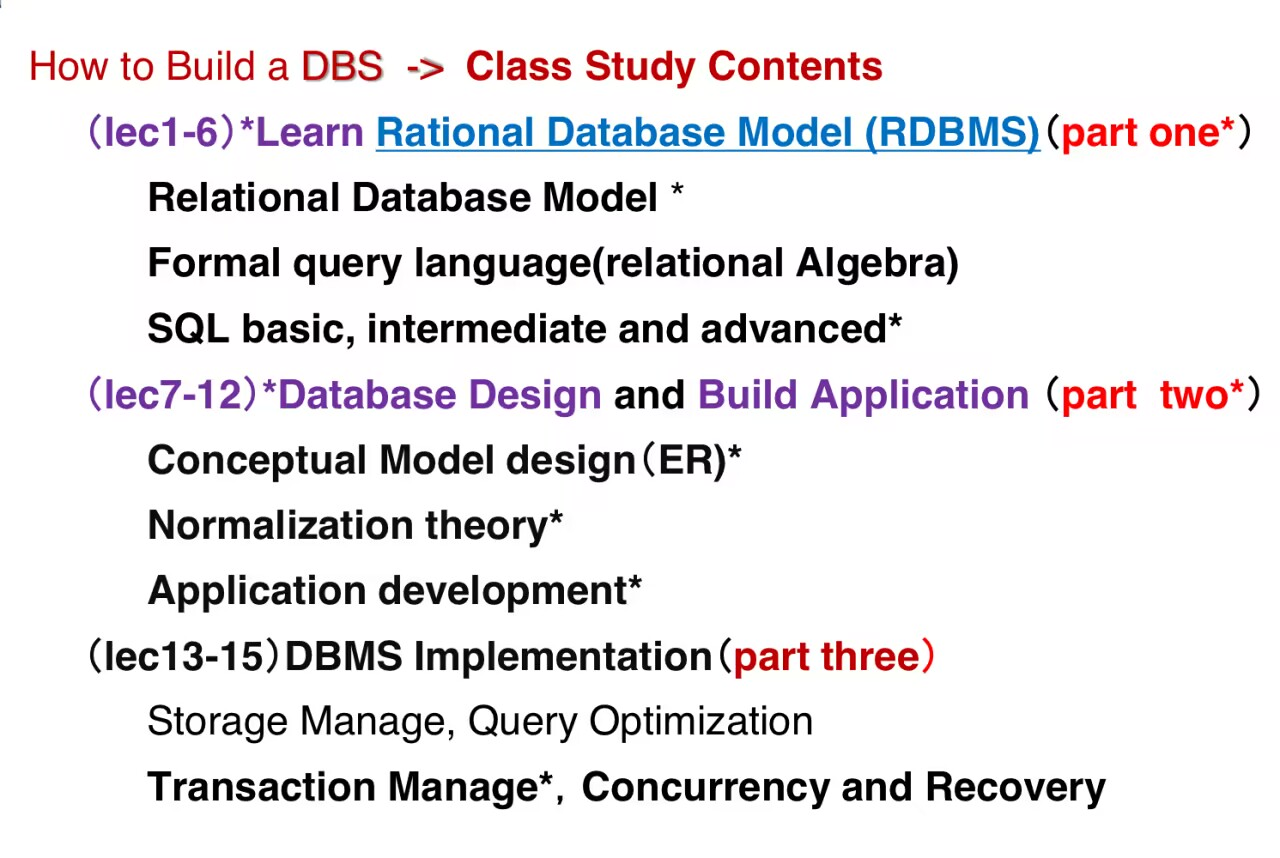 How to Build a DBS -> Class Study Contents
（lec1-6）*Learn Rational Database Model (RDBMS)（part one*）
Relational Database Model *
Formal query language(relational Algebra)
SQL basic, intermediate and advanced*
（lec7-12）*Database Design and Build Application （part two*）
Conceptual Model design（ER)*
Normalization theory*
Application development*
（lec13-15）DBMS Implementation（part three）
Storage Manage, Query Optimization
Transaction Manage*, Concurrency and Recovery